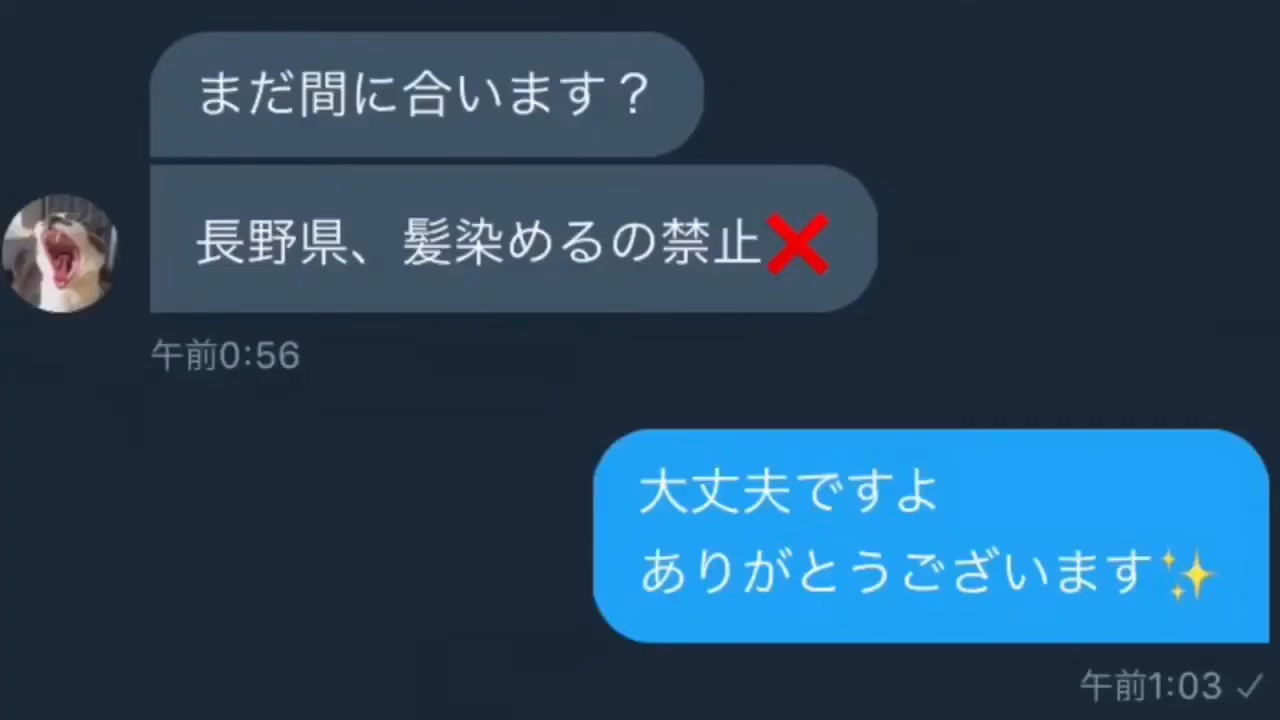 まだ間に合います？
長野県、髪染めるの禁止❌
午前0:56
大丈夫ですよ
ありがとうございます✨
午前1:03 ✓